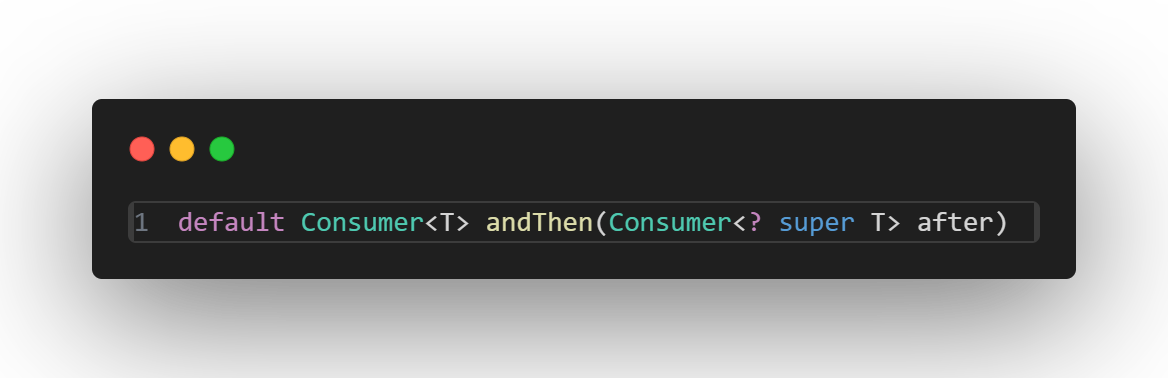 1 default Consumer<T> andThen(Consumer<? super T> after)